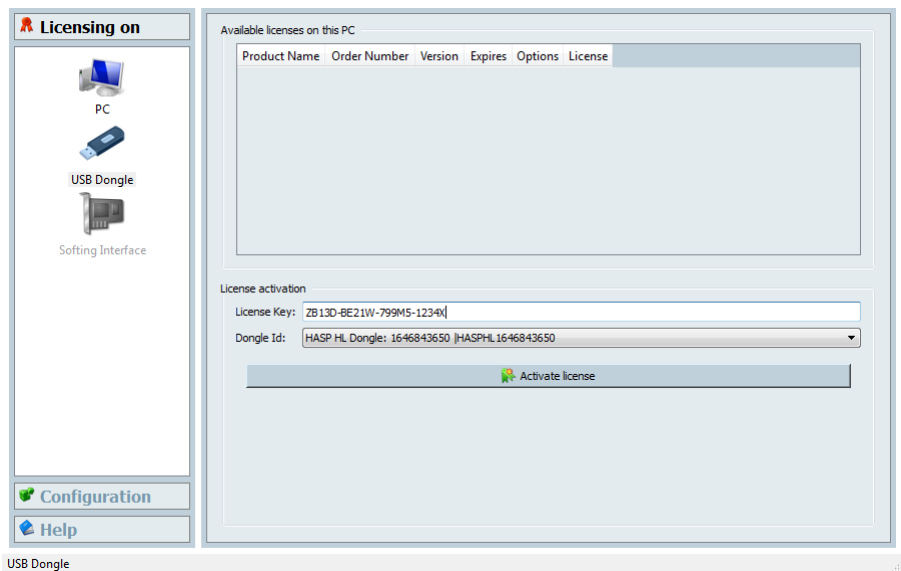 Licensing on
PC
USB Dongle
Softing Interface
Configuration
Help
Available licenses on this PC
Product Name Order Number Version Expires Options License
License activation
License Key: ZB13D-BE21W-799M5-1234X
Dongle Id: HASP HL Dongle: 1646843650 |HASPHL1646843650
Activate license
USB Dongle